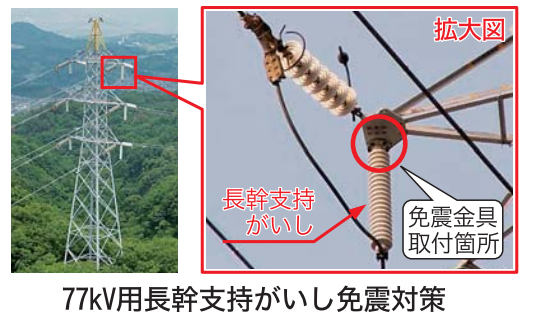 拡大図
長幹支持
がいし
免震金具
取付箇所
77kV用長幹支持がいし免震対策